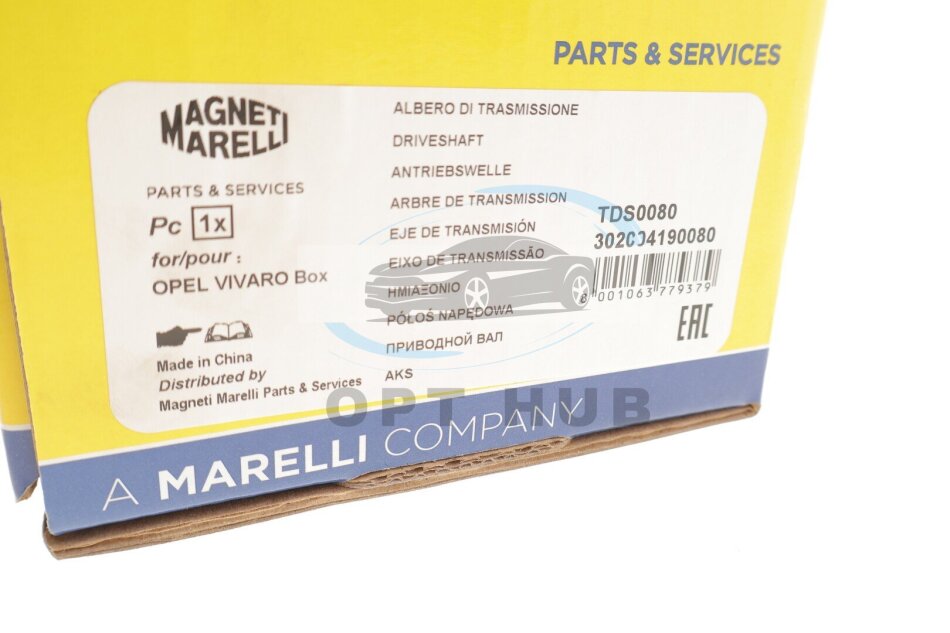 PARTS & SERVICES
MAGNETI
MARELLI
PARTS & SERVICES
Pc 1x
for/pour :
OPEL VIVARO Box
Made in China
Distributed by
Magneti Marelli Parts & Services
ALBERO DI TRASMISSIONE
DRIVESHAFT
ANTRIEBSWELLE
ARBRE DE TRANSMISSION
EJE DE TRANSMISIÓN
EIXO DE TRANSMISSÃO
ΗΜΙΑΞΟΝΙΟ
PÓŁOŚ NAPĘDOWA
ПРИВОДНОЙ ВАЛ
AKS
TDS0080
302004190080
8 001063 779379
EAC
OPT HUB
A MARELLI COMPANY